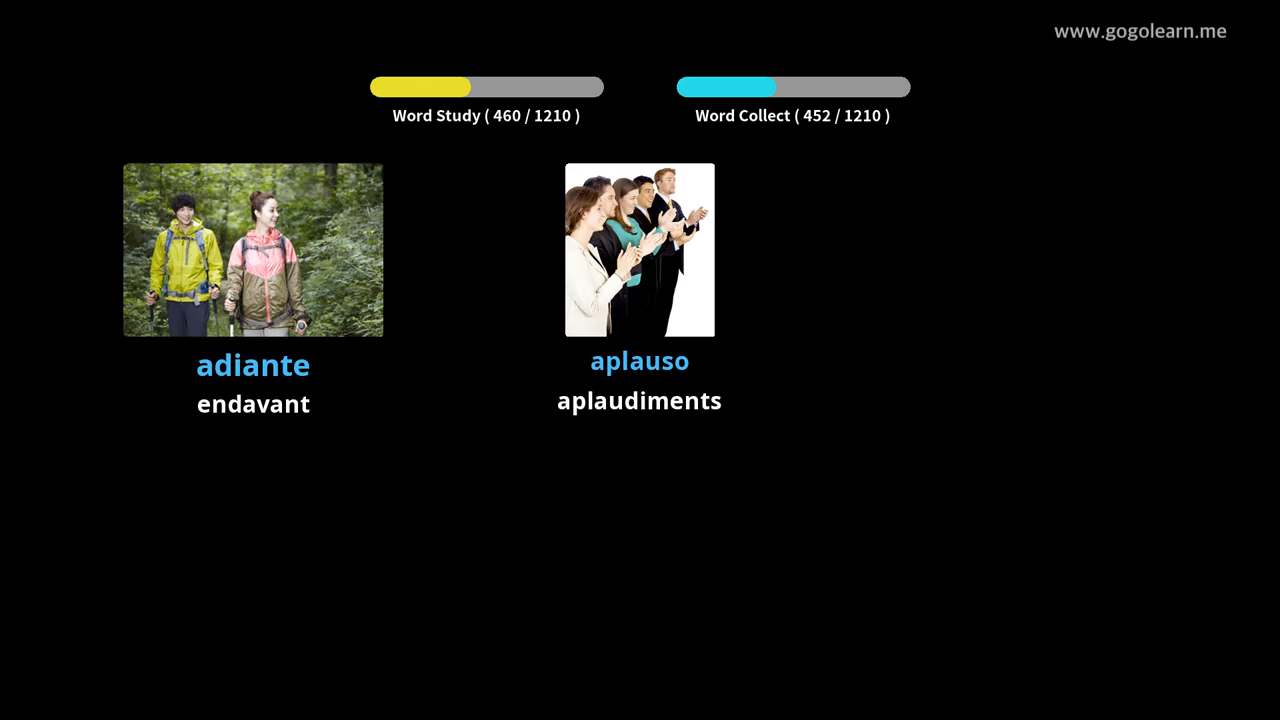 www.gogolearn.me
Word Study ( 460 / 1210 )
Word Collect ( 452 / 1210 )
adiante
endavant
aplauso
aplaudiments